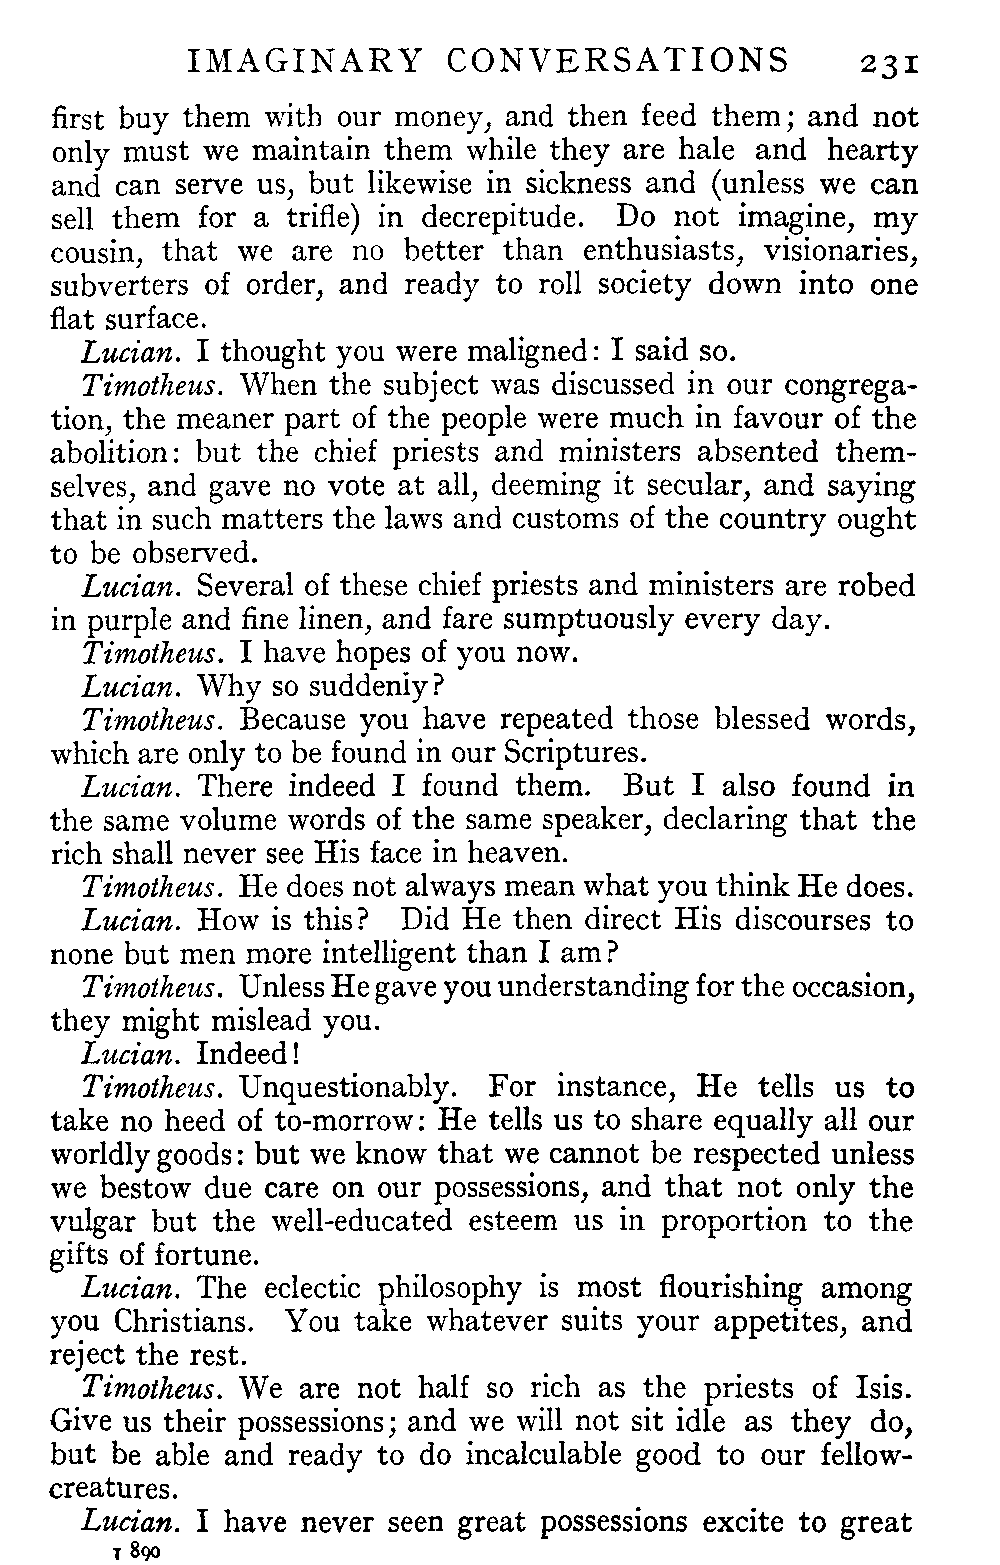 IMAGINARY CONVERSATIONS 231
first buy them with our money, and then feed them; and not
only must we maintain them while they are hale and hearty
and can serve us, but likewise in sickness and (unless we can
sell them for a trifle) in decrepitude. Do not imagine, my
cousin, that we are no better than enthusiasts, visionaries,
subverters of order, and ready to roll society down into one
flat surface.
Lucian. I thought you were maligned: I said so.
Timotheus. When the subject was discussed in our congrega-
tion, the meaner part of the people were much in favour of the
abolition: but the chief priests and ministers absented them-
selves, and gave no vote at all, deeming it secular, and saying
that in such matters the laws and customs of the country ought
to be observed.
Lucian. Several of these chief priests and ministers are robed
in purple and fine linen, and fare sumptuously every day.
Timotheus. I have hopes of you now.
Lucian. Why so suddenly?
Timotheus. Because you have repeated those blessed words,
which are only to be found in our Scriptures.
Lucian. There indeed I found them. But I also found in
the same volume words of the same speaker, declaring that the
rich shall never see His face in heaven.
Timotheus. He does not always mean what you think He does.
Lucian. How is this? Did He then direct His discourses to
none but men more intelligent than I am?
Timotheus. Unless He gave you understanding for the occasion,
they might mislead you.
Lucian. Indeed!
Timotheus. Unquestionably. For instance, He tells us to
take no heed of to-morrow: He tells us to share equally all our
worldly goods: but we know that we cannot be respected unless
we bestow due care on our possessions, and that not only the
vulgar but the well-educated esteem us in proportion to the
gifts of fortune.
Lucian. The eclectic philosophy is most flourishing among
you Christians. You take whatever suits your appetites, and
reject the rest.
Timotheus. We are not half so rich as the priests of Isis.
Give us their possessions; and we will not sit idle as they do,
but be able and ready to do incalculable good to our fellow-
creatures.
Lucian. I have never seen great possessions excite to great
I 890